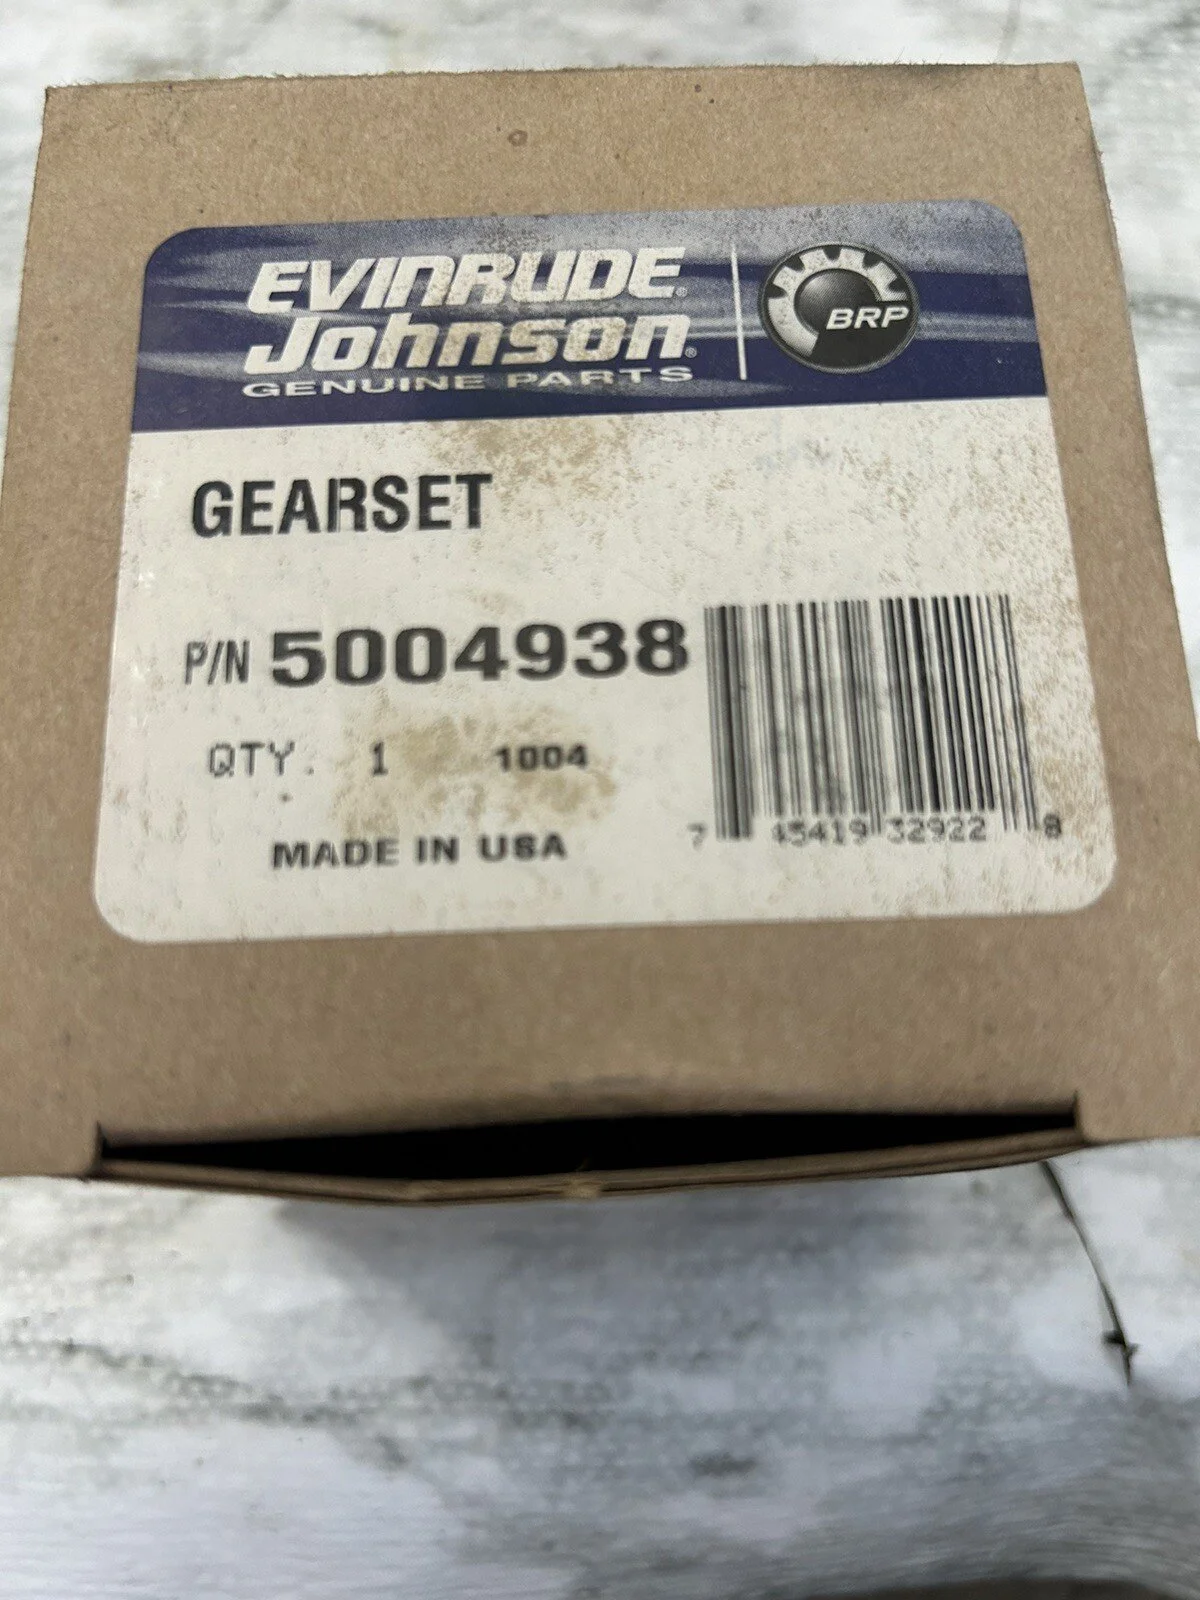 EVINRUDE®
Johnson®
GENUINE PARTS
BRP
GEARSET
P/N 5004938
QTY. 1 1004
MADE IN USA
7 45419 32922 8